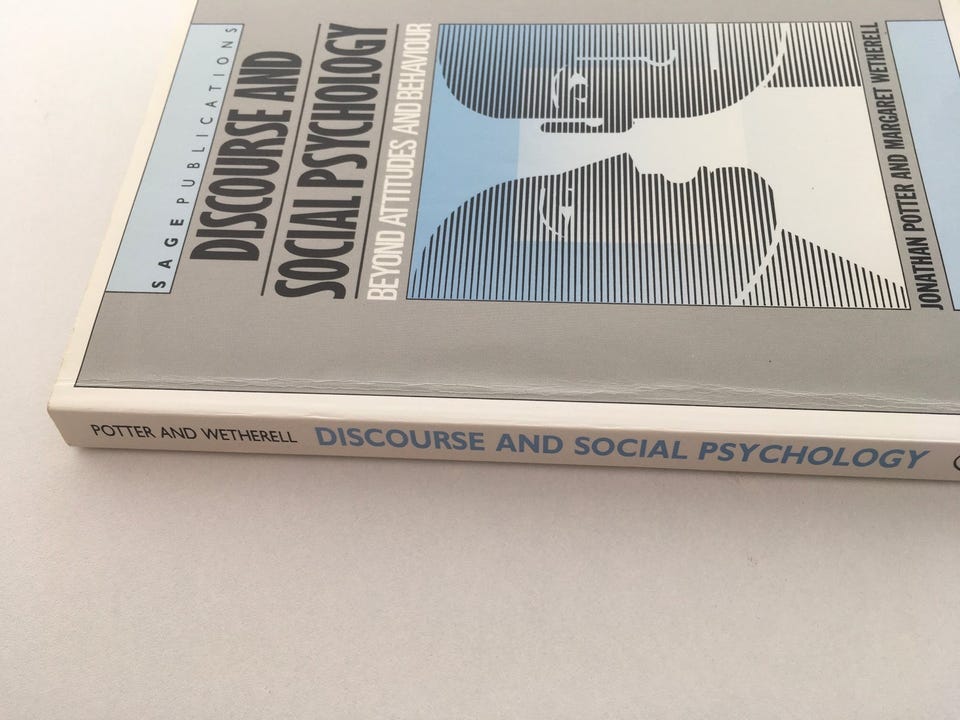 SAGE PUBLICATIONS
DISCOURSE AND
SOCIAL PSYCHOLOGY
BEYOND ATTITUDES AND BEHAVIOUR
JONATHAN POTTER AND MARGARET WETHERELL
POTTER AND WETHERELL DISCOURSE AND SOCIAL PSYCHOLOGY